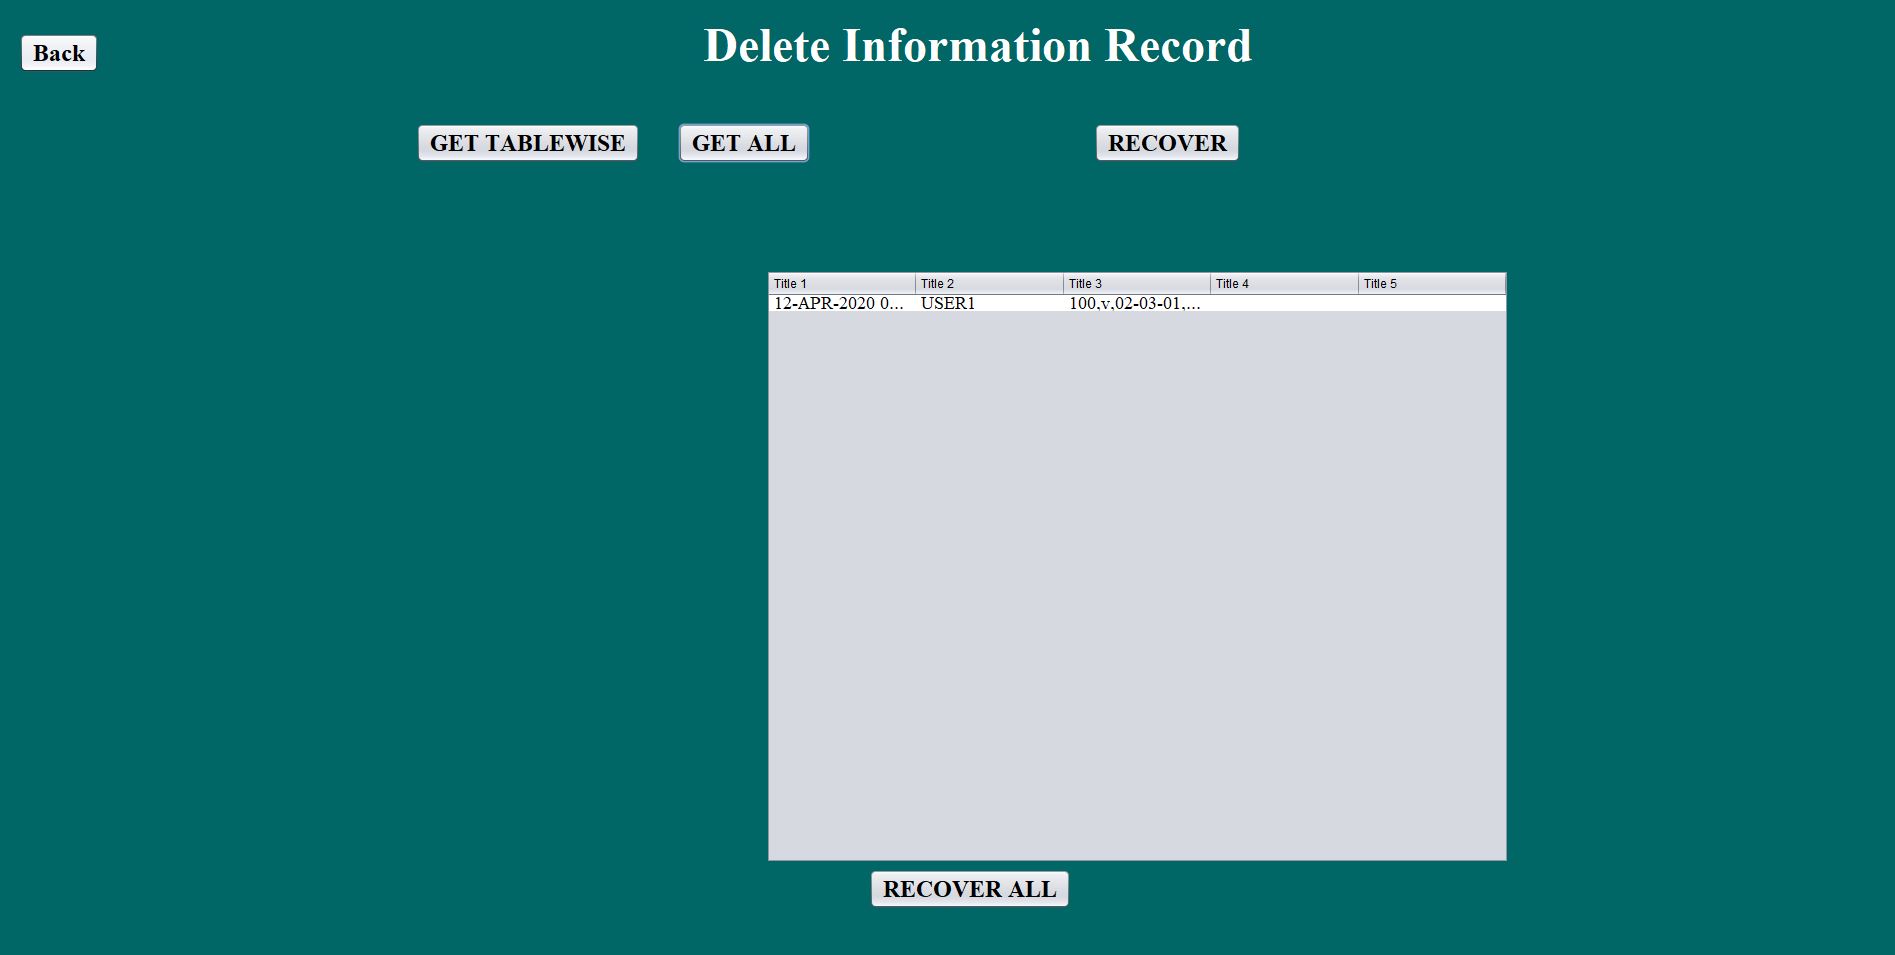 Delete Information Record
Back
GET TABLEWISE GET ALL RECOVER
Title 1 Title 2 Title 3 Title 4 Title 5
12-APR-2020 0... USER1 100,v,02-03-01,...
RECOVER ALL